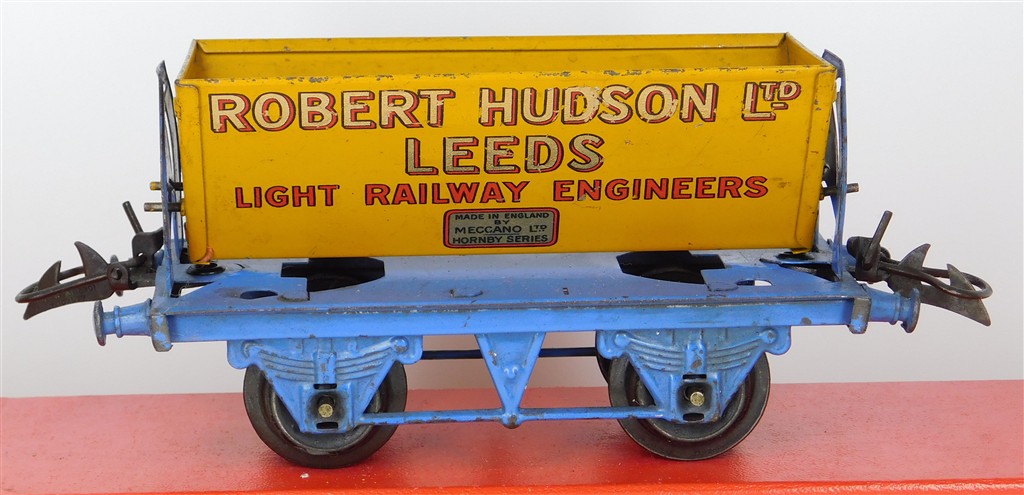 ROBERT HUDSON LTD
LEEDS
LIGHT RAILWAY ENGINEERS
MADE IN ENGLAND
BY
MECCANO LTD
HORNBY SERIES